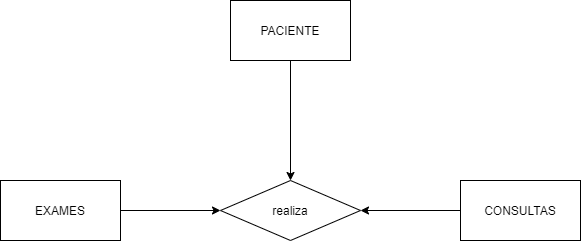 PACIENTE
EXAMES
realiza
CONSULTAS